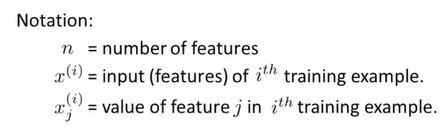 Notation:
n = number of features
x^{(i)} = input (features) of i^{th} training example.
x_j^{(i)} = value of feature j in i^{th} training example.